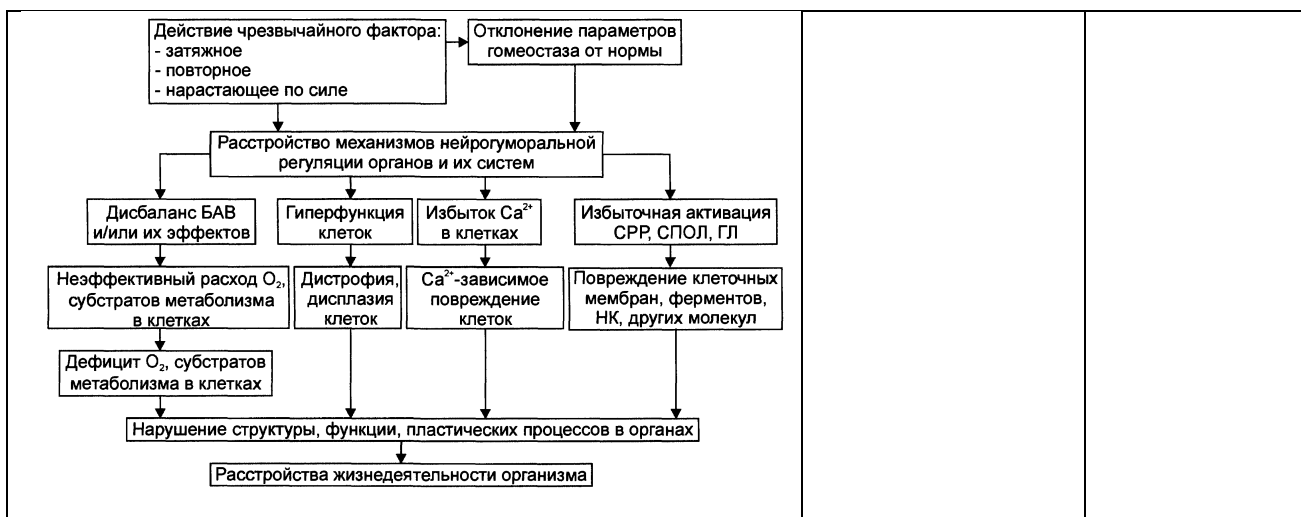 Действие чрезвычайного фактора:
- затяжное
- повторное
- нарастающее по силе
Отклонение параметров
гомеостаза от нормы
Расстройство механизмов нейрогуморальной
регуляции органов и их систем
Дисбаланс БАВ
и/или их эффектов
Гиперфункция
клеток
Избыток Ca²⁺
в клетках
Избыточная активация
СРР, СПОЛ, ГЛ
Неэффективный расход O₂,
субстратов метаболизма
в клетках
Дистрофия,
дисплазия
клеток
Ca²⁺-зависимое
повреждение
клеток
Повреждение клеточных
мембран, ферментов,
НК, других молекул
Дефицит O₂, субстратов
метаболизма в клетках
Нарушение структуры, функции, пластических процессов в органах
Расстройства жизнедеятельности организма